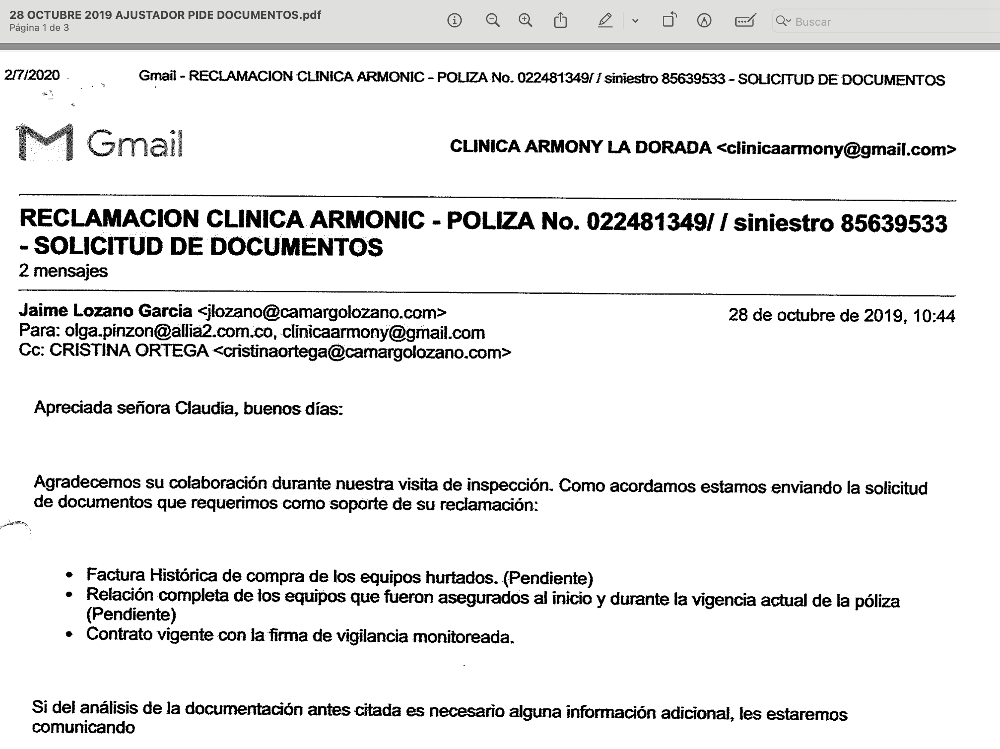 28 OCTUBRE 2019 AJUSTADOR PIDE DOCUMENTOS.pdf
Página 1 de 3
Buscar
2/7/2020
Gmail - RECLAMACION CLINICA ARMONIC - POLIZA No. 022481349/ / siniestro 85639533 - SOLICITUD DE DOCUMENTOS
Gmail
CLINICA ARMONY LA DORADA <clinicaarmony@gmail.com>
RECLAMACION CLINICA ARMONIC - POLIZA No. 022481349/ / siniestro 85639533
- SOLICITUD DE DOCUMENTOS
2 mensajes
Jaime Lozano Garcia <jlozano@camargolozano.com>
28 de octubre de 2019, 10:44
Para: olga.pinzon@allia2.com.co, clinicaarmony@gmail.com
Cc: CRISTINA ORTEGA <cristinaortega@camargolozano.com>
Apreciada señora Claudia, buenos días:
Agradecemos su colaboración durante nuestra visita de inspección. Como acordamos estamos enviando la solicitud
de documentos que requerimos como soporte de su reclamación:
• Factura Histórica de compra de los equipos hurtados. (Pendiente)
• Relación completa de los equipos que fueron asegurados al inicio y durante la vigencia actual de la póliza
(Pendiente)
• Contrato vigente con la firma de vigilancia monitoreada.
Si del análisis de la documentación antes citada es necesario alguna información adicional, les estaremos
comunicando